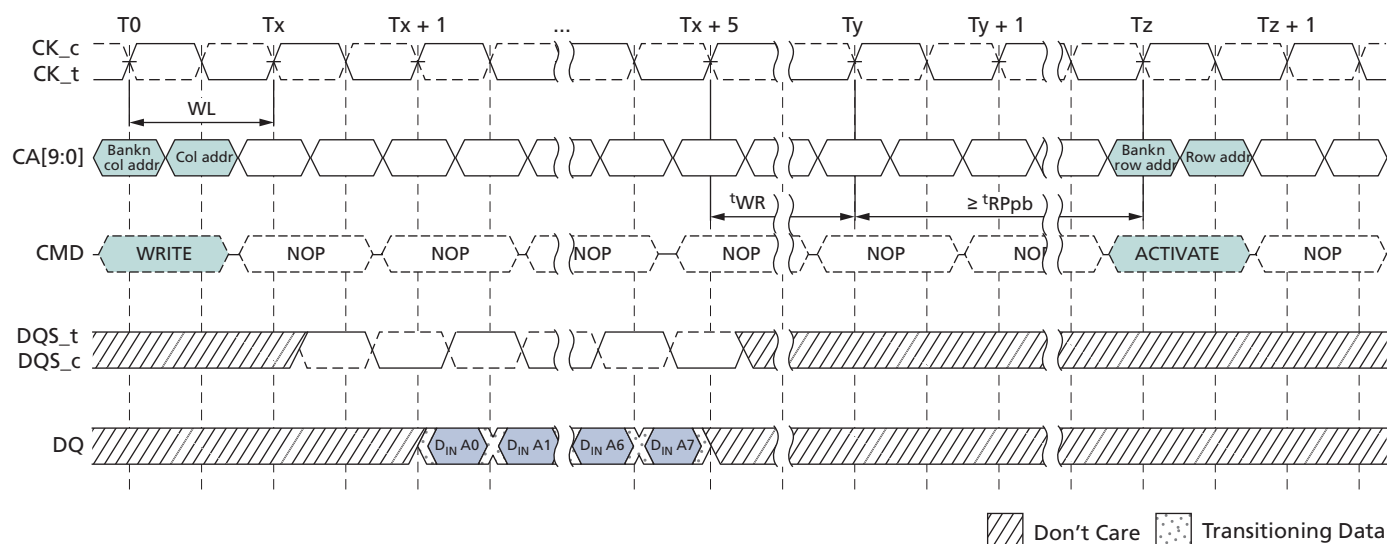 T0 Tx Tx + 1 ... Tx + 5 Ty Ty + 1 Tz Tz + 1
CK_c
CK_t
WL
CA[9:0] Bankn col addr Col addr Bankn row addr Row addr
tWR ≥ tRPpb
CMD WRITE NOP NOP NOP NOP NOP NOP ACTIVATE NOP
DQS_t
DQS_c
DQ DIN A0 DIN A1 DIN A6 DIN A7
Don't Care Transitioning Data